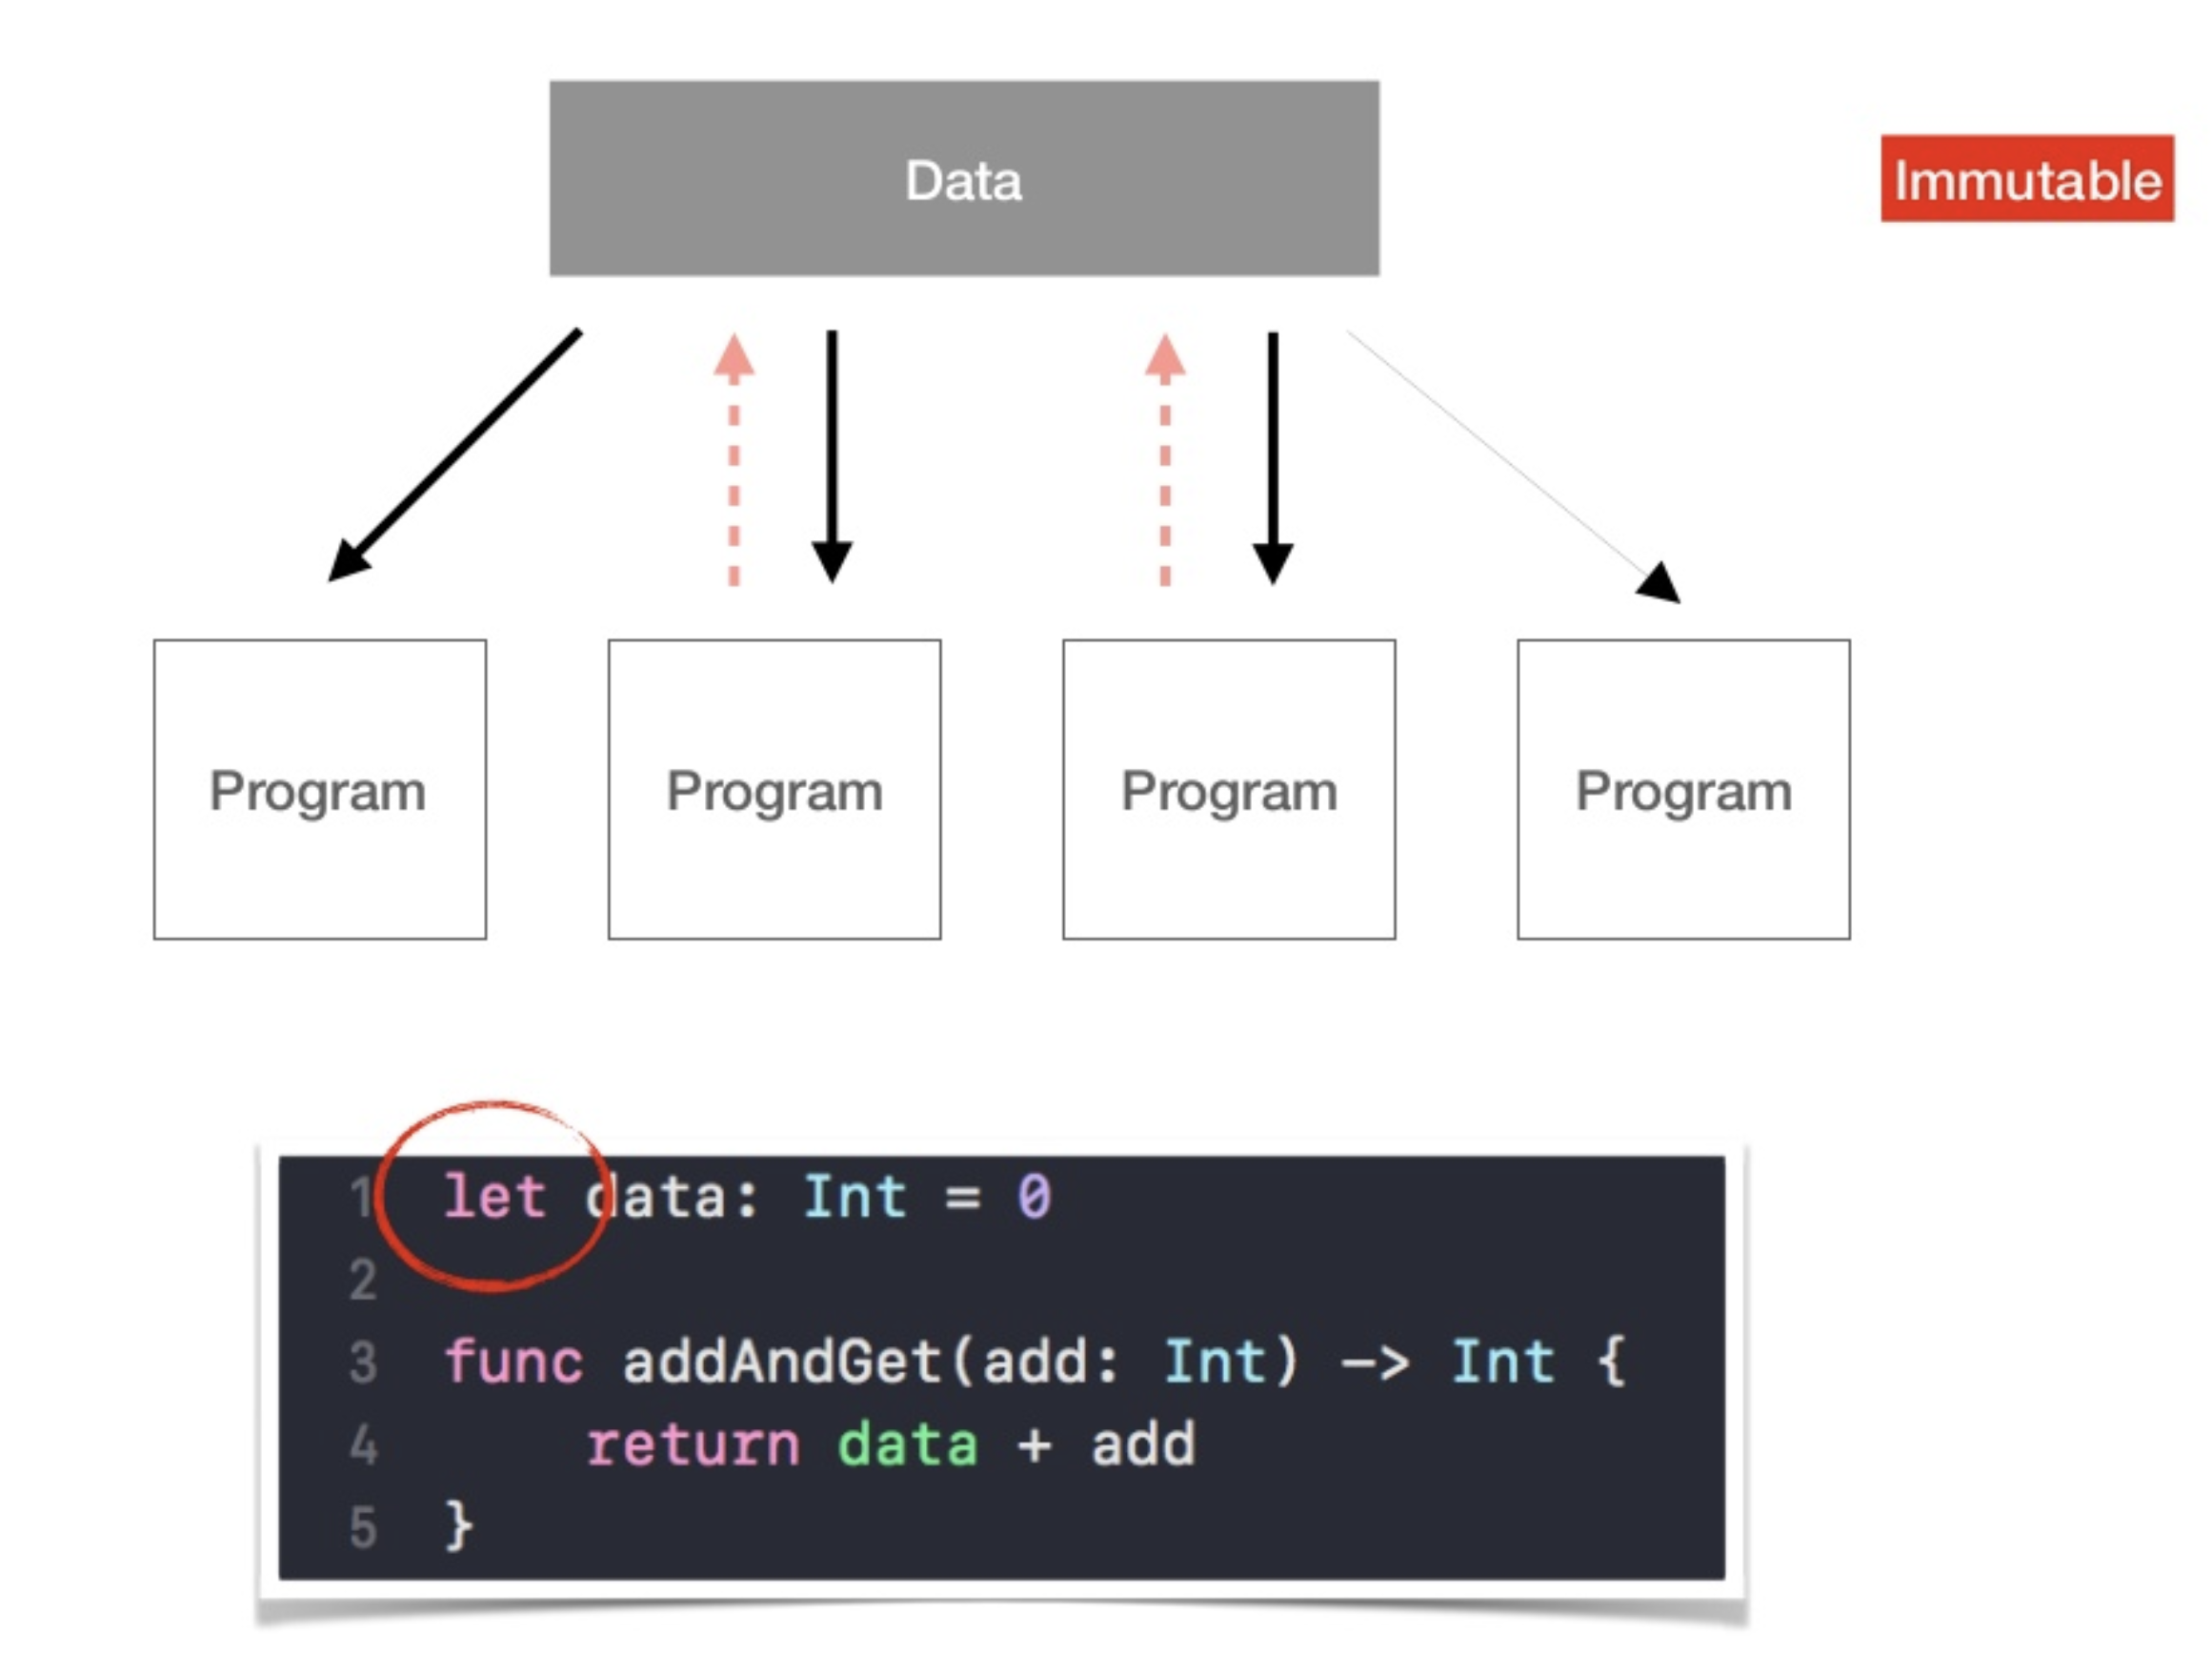 Data
Immutable
Program
Program
Program
Program
1 let data: Int = 0
2
3 func addAndGet(add: Int) -> Int {
4 return data + add
5 }